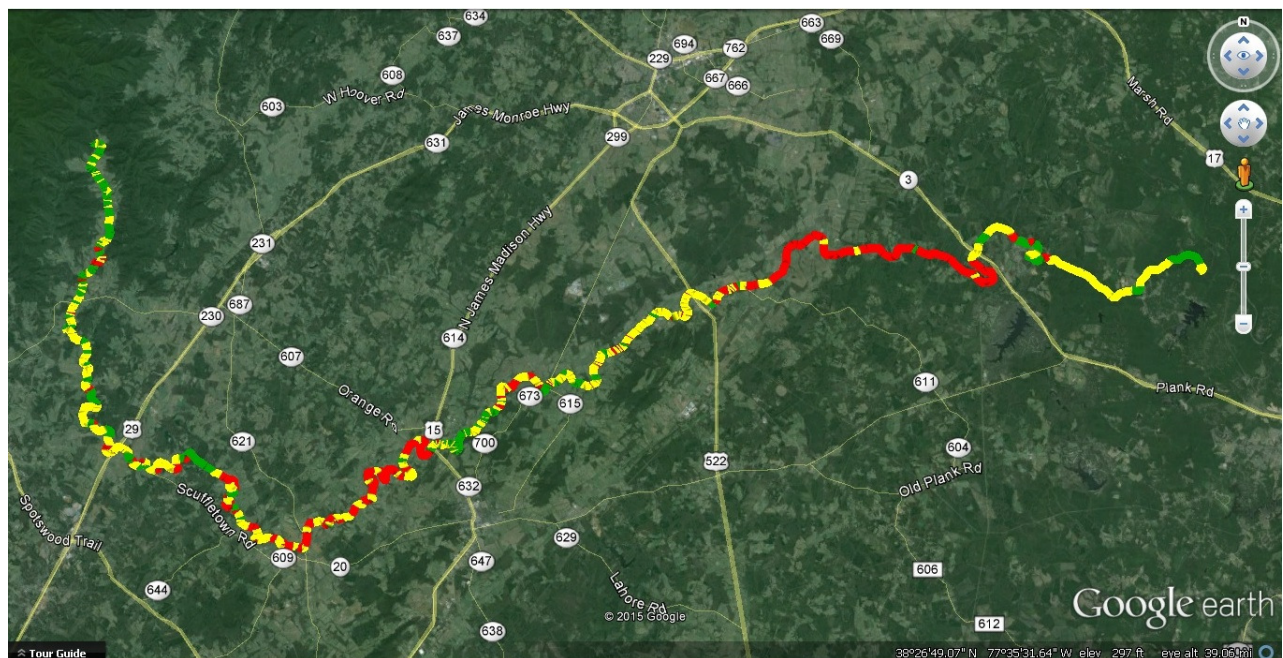 634
663
637
694
762
669
229
N
608
667
666
603
W Hoover Rd
James Monroe Hwy
Marsh Rd
299
631
17
3
N James Madison Hwy
231
687
230
614
607
611
673
Orange Rd
615
Plank Rd
29
15
621
700
604
522
Old Plank Rd
632
Scuffletown Rd
Spotswood Trail
609
629
20
647
606
644
Lahore Rd
© 2015 Google
Google earth
612
638
Tour Guide
38°26'49.07" N 77°35'31.64" W elev 297 ft eye alt 39.06 mi